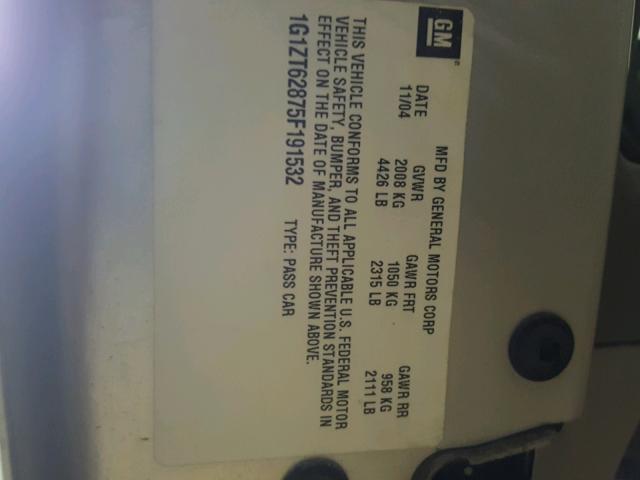 GM
MFD BY GENERAL MOTORS CORP
DATE GVWR GAWR FRT GAWR RR
11/04 2008 KG 1050 KG 958 KG
4426 LB 2315 LB 2111 LB
THIS VEHICLE CONFORMS TO ALL APPLICABLE U.S. FEDERAL MOTOR
VEHICLE SAFETY, BUMPER, AND THEFT PREVENTION STANDARDS IN
EFFECT ON THE DATE OF MANUFACTURE SHOWN ABOVE.
1G1ZT62875F191532 TYPE: PASS CAR